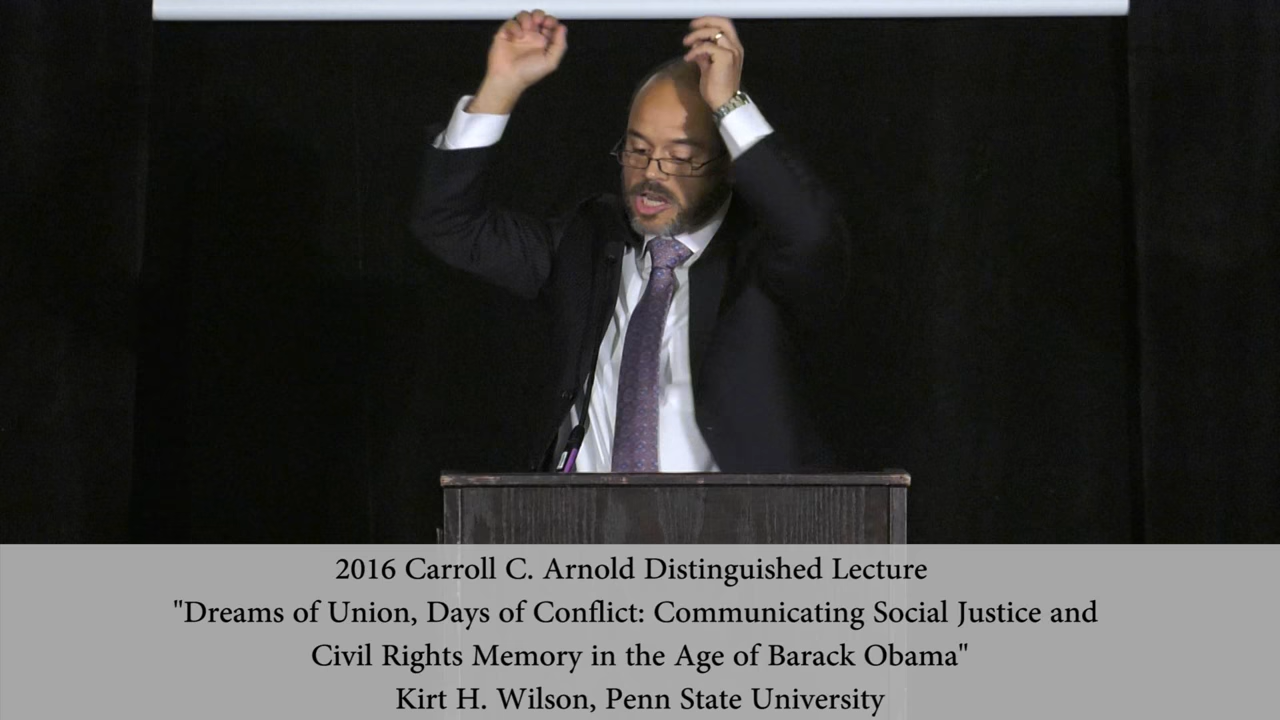 2016 Carroll C. Arnold Distinguished Lecture
"Dreams of Union, Days of Conflict: Communicating Social Justice and
Civil Rights Memory in the Age of Barack Obama"
Kirt H. Wilson, Penn State University